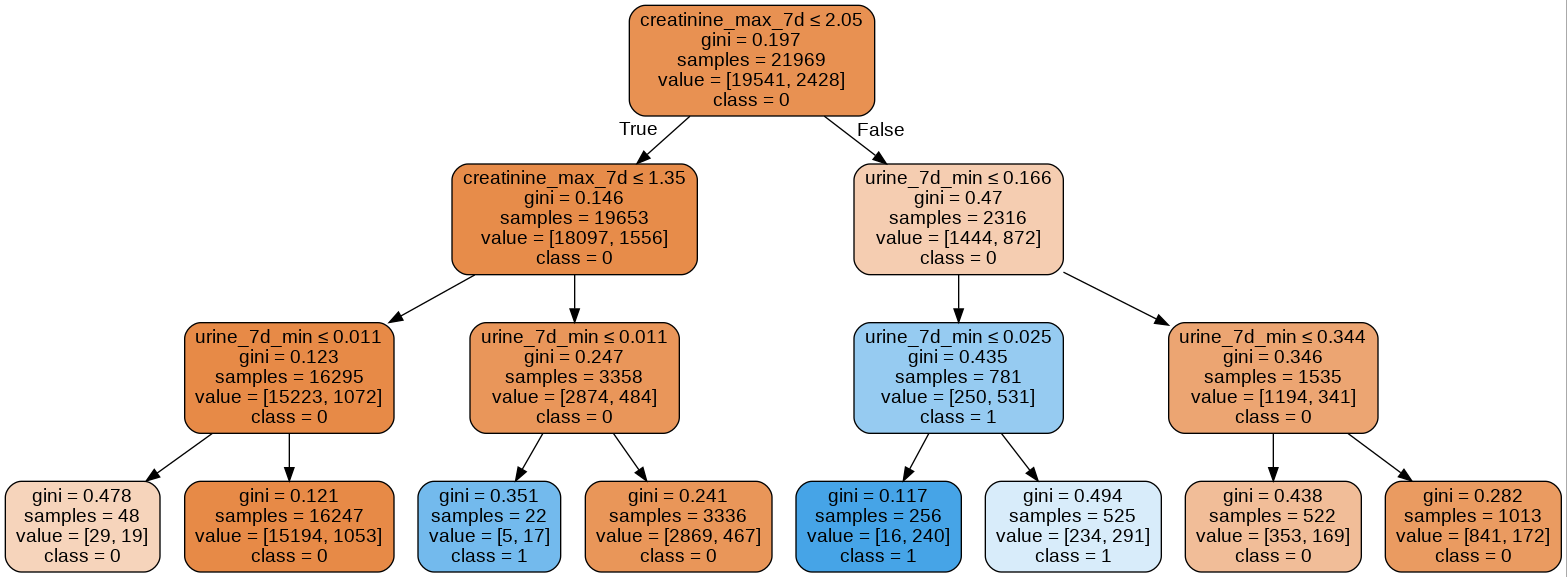 creatinine_max_7d ≤ 2.05
gini = 0.197
samples = 21969
value = [19541, 2428]
class = 0
True
False
creatinine_max_7d ≤ 1.35
gini = 0.146
samples = 19653
value = [18097, 1556]
class = 0
urine_7d_min ≤ 0.166
gini = 0.47
samples = 2316
value = [1444, 872]
class = 0
urine_7d_min ≤ 0.011
gini = 0.123
samples = 16295
value = [15223, 1072]
class = 0
urine_7d_min ≤ 0.011
gini = 0.247
samples = 3358
value = [2874, 484]
class = 0
urine_7d_min ≤ 0.025
gini = 0.435
samples = 781
value = [250, 531]
class = 1
urine_7d_min ≤ 0.344
gini = 0.346
samples = 1535
value = [1194, 341]
class = 0
gini = 0.478
samples = 48
value = [29, 19]
class = 0
gini = 0.121
samples = 16247
value = [15194, 1053]
class = 0
gini = 0.351
samples = 22
value = [5, 17]
class = 1
gini = 0.241
samples = 3336
value = [2869, 467]
class = 0
gini = 0.117
samples = 256
value = [16, 240]
class = 1
gini = 0.494
samples = 525
value = [234, 291]
class = 1
gini = 0.438
samples = 522
value = [353, 169]
class = 0
gini = 0.282
samples = 1013
value = [841, 172]
class = 0